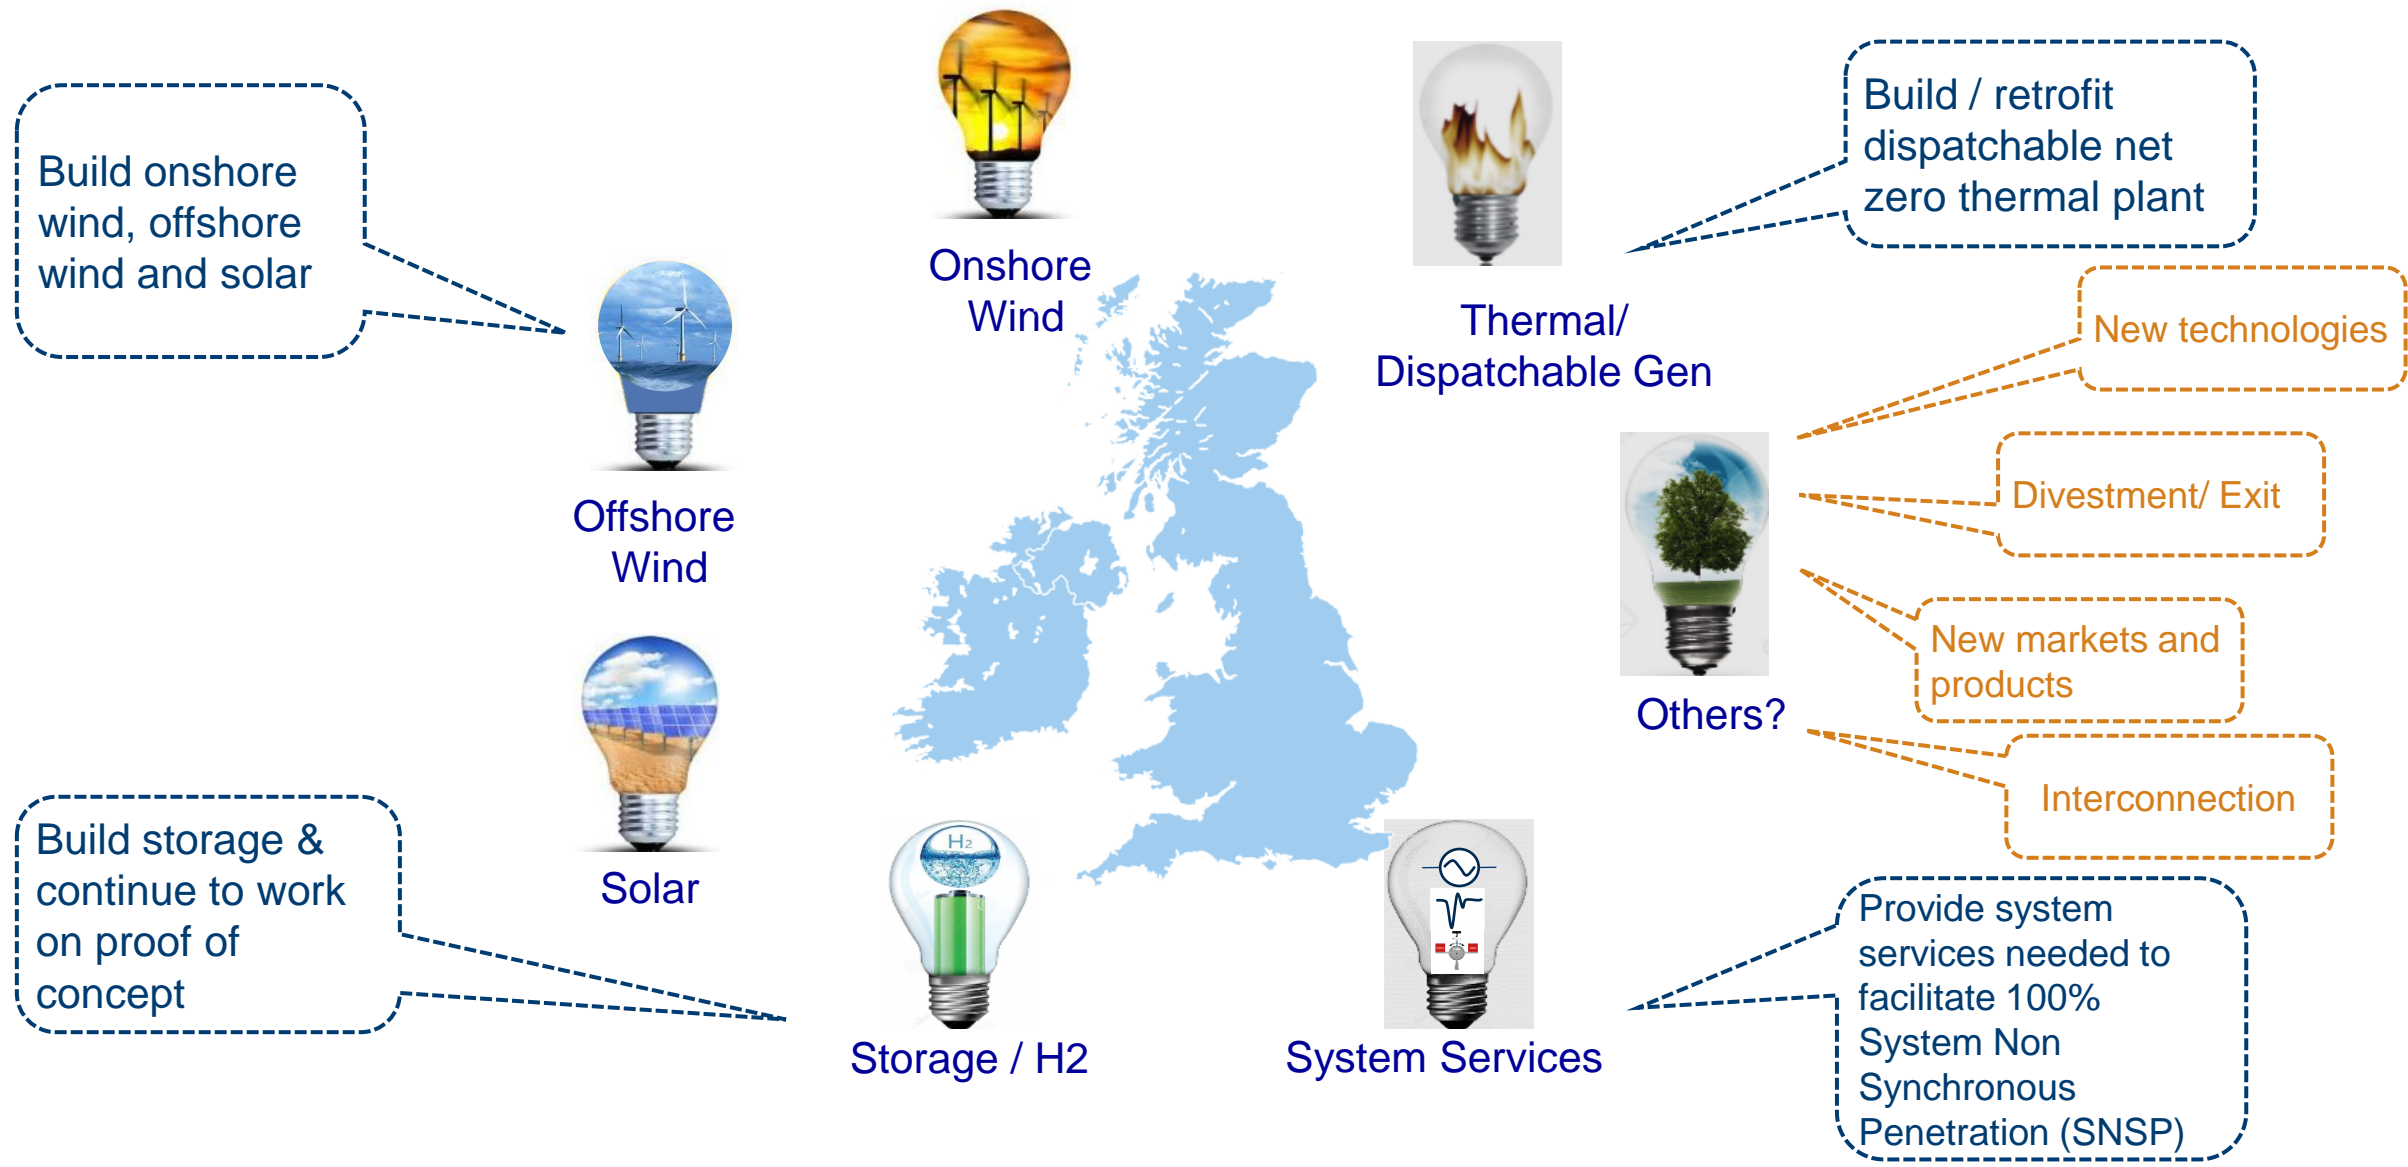 Build onshore
wind, offshore
wind and solar
Onshore
Wind
Build / retrofit
dispatchable net
zero thermal plant
Thermal/
Dispatchable Gen
New technologies
Offshore
Wind
Divestment/ Exit
New markets and
products
Others?
Interconnection
Solar
Build storage &
continue to work
on proof of
concept
H2
Storage / H2
System Services
Provide system
services needed to
facilitate 100%
System Non
Synchronous
Penetration (SNSP)